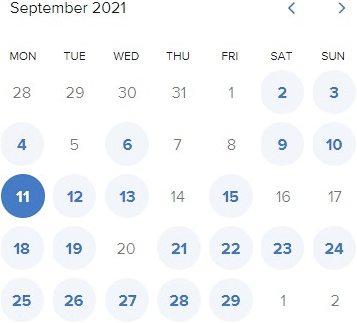 September 2021
MON TUE WED THU FRI SAT SUN
28 29 30 31 1 2 3
4 5 6 7 8 9 10
11 12 13 14 15 16 17
18 19 20 21 22 23 24
25 26 27 28 29 1 2